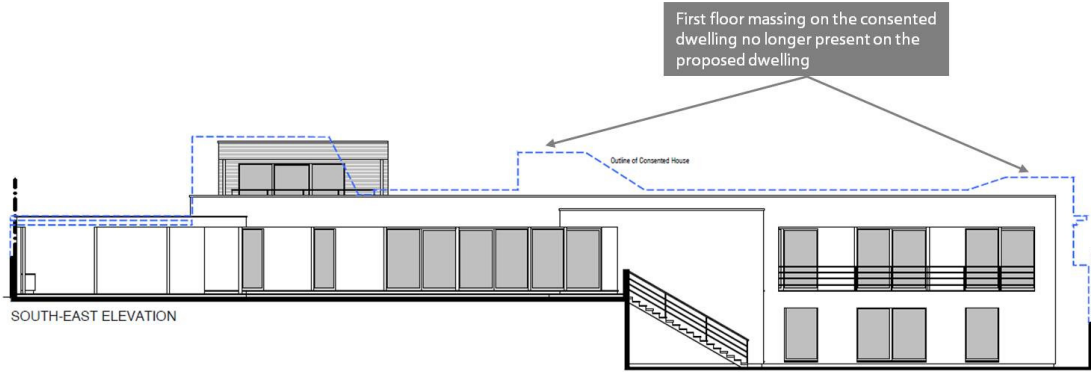 First floor massing on the consented
dwelling no longer present on the
proposed dwelling
Outline of Consented House
SOUTH-EAST ELEVATION